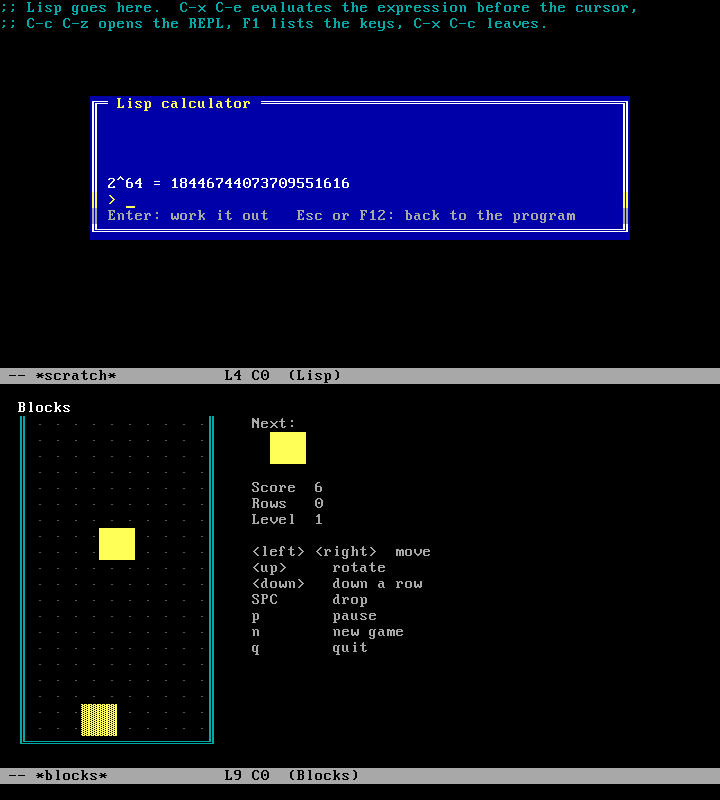 ;; Lisp goes here.  C-x C-e evaluates the expression before the cursor,
;; C-c C-z opens the REPL, F1 lists the keys, C-x C-c leaves.
Lisp calculator
2^64 = 18446744073709551616
> _
Enter: work it out   Esc or F12: back to the program
-- *scratch*            L4 C0  (Lisp)
Blocks
Next:
Score  6
Rows   0
Level  1
<left> <right>  move
<up>     rotate
<down>   down a row
SPC      drop
p        pause
n        new game
q        quit
-- *blocks*             L9 C0  (Blocks)